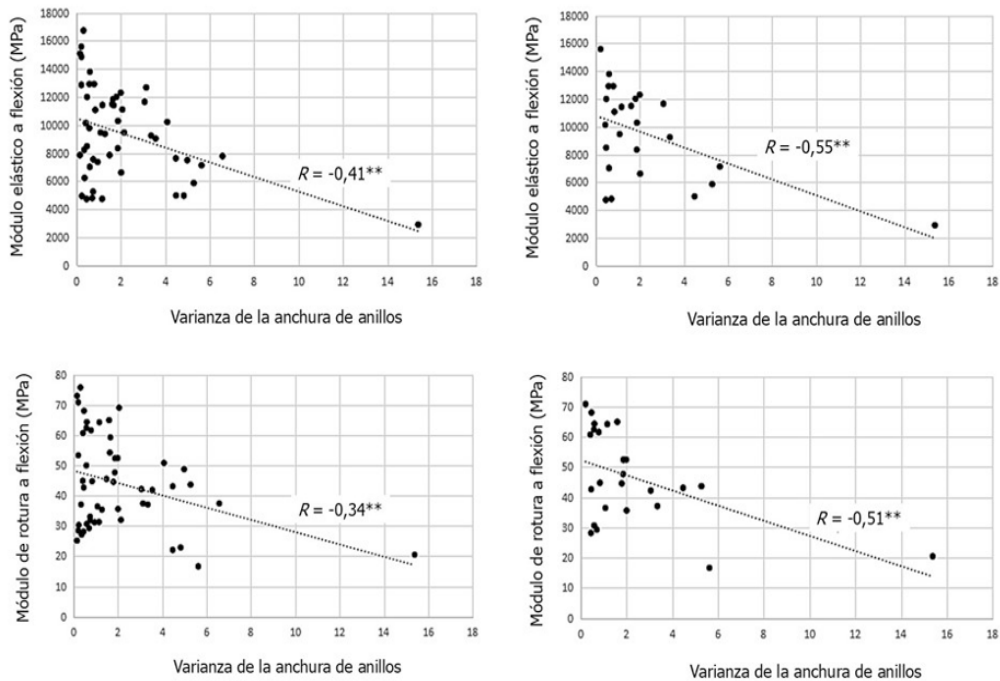 Módulo elástico a flexión (MPa)
18000
16000
14000
12000
10000
8000
6000
4000
2000
0
R = -0,41**
0 2 4 6 8 10 12 14 16 18
Varianza de la anchura de anillos
Módulo elástico a flexión (MPa)
18000
16000
14000
12000
10000
8000
6000
4000
2000
0
R = -0,55**
0 2 4 6 8 10 12 14 16 18
Varianza de la anchura de anillos
Módulo de rotura a flexión (MPa)
80
70
60
50
40
30
20
10
0
R = -0,34**
0 2 4 6 8 10 12 14 16 18
Varianza de la anchura de anillos
Módulo de rotura a flexión (MPa)
80
70
60
50
40
30
20
10
0
R = -0,51**
0 2 4 6 8 10 12 14 16 18
Varianza de la anchura de anillos